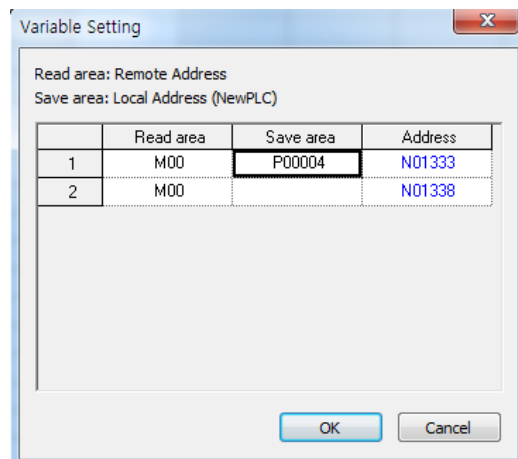 Variable Setting
Read area: Remote Address
Save area: Local Address (NewPLC)
Read area Save area Address
1 M00 P00004 N01333
2 M00 N01338
OK Cancel